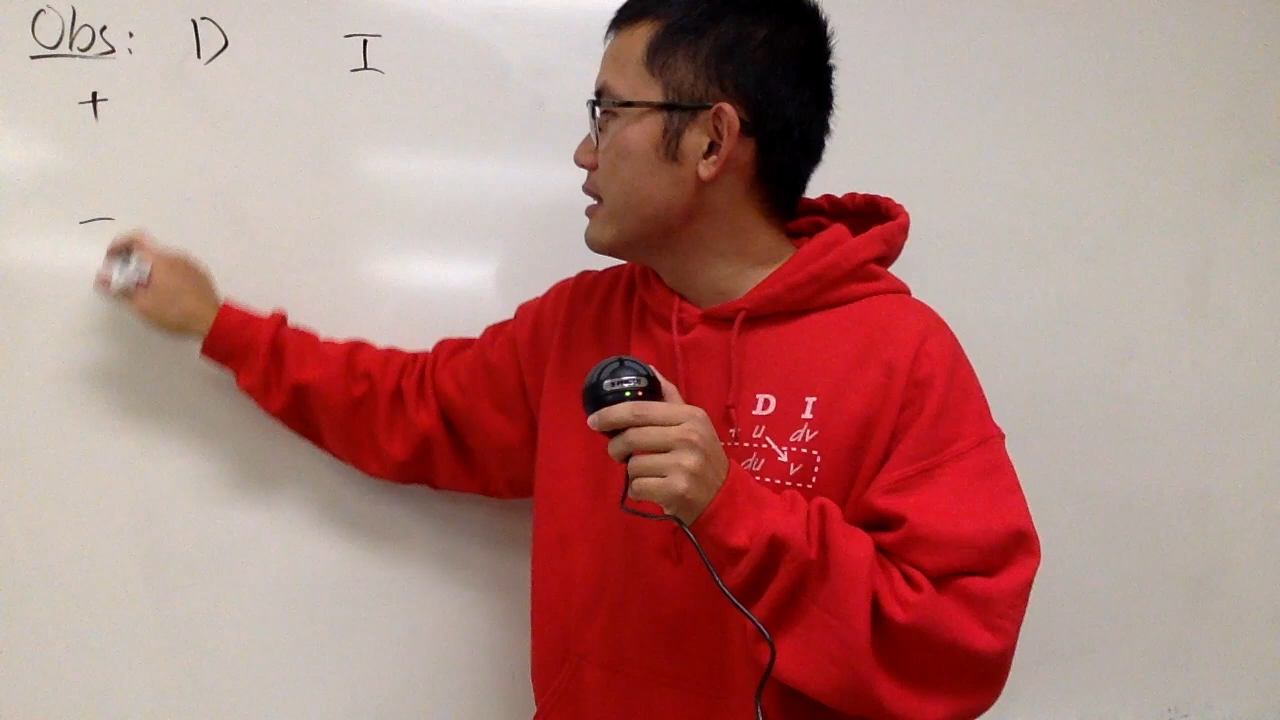 Obs: D I
+
−
D I
+ u dv
du v